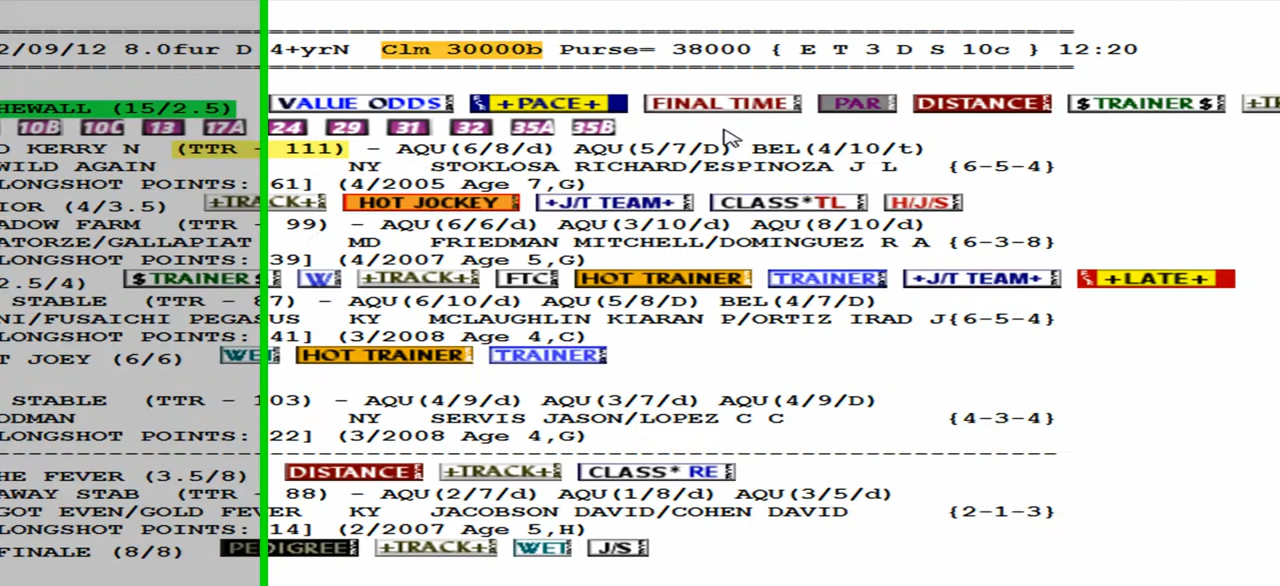 2/09/12 8.0fur D 4+yrN Clm 30000b Purse= 38000 { E T 3 D S 10c } 12:20
HEWALL (15/2.5) VALUE ODDS +PACE+ FINAL TIME PAR DISTANCE $TRAINER$
10B 10C 13 17A 24 29 31 32 35A 35B
D KERRY N (TTR - 111) - AQU(6/8/d) AQU(5/7/D) BEL(4/10/t)
WILD AGAIN NY STOKLOSA RICHARD/ESPINOZA J L {6-5-4}
LONGSHOT POINTS: 61] (4/2005 Age 7,G)
IOR (4/3.5) +TRACK+ HOT JOCKEY +J/T TEAM+ CLASS*TL H/J/S
ADOW FARM (TTR - 99) - AQU(6/6/d) AQU(3/10/d) AQU(8/10/d)
ATORZE/GALLAPIAT MD FRIEDMAN MITCHELL/DOMINGUEZ R A {6-3-8}
LONGSHOT POINTS: 39] (4/2007 Age 5,G)
2.5/4) $TRAINER$ W +TRACK+ FTC HOT TRAINER TRAINER +J/T TEAM+ +LATE+
STABLE (TTR - 87) - AQU(6/10/d) AQU(5/8/D) BEL(4/7/D)
NI/FUSAICHI PEGASUS KY MCLAUGHLIN KIARAN P/ORTIZ IRAD J{6-5-4}
LONGSHOT POINTS: 41] (3/2008 Age 4,C)
T JOEY (6/6) WET HOT TRAINER TRAINER
STABLE (TTR - 103) - AQU(4/9/d) AQU(3/7/d) AQU(4/9/D)
ODMAN NY SERVIS JASON/LOPEZ C C {4-3-4}
LONGSHOT POINTS: 22] (3/2008 Age 4,G)
HE FEVER (3.5/8) DISTANCE +TRACK+ CLASS* RE
AWAY STAB (TTR - 88) - AQU(2/7/d) AQU(1/8/d) AQU(3/5/d)
GOT EVEN/GOLD FEVER KY JACOBSON DAVID/COHEN DAVID {2-1-3}
LONGSHOT POINTS: 14] (2/2007 Age 5,H)
FINALE (8/8) PEDIGREE +TRACK+ WET J/S